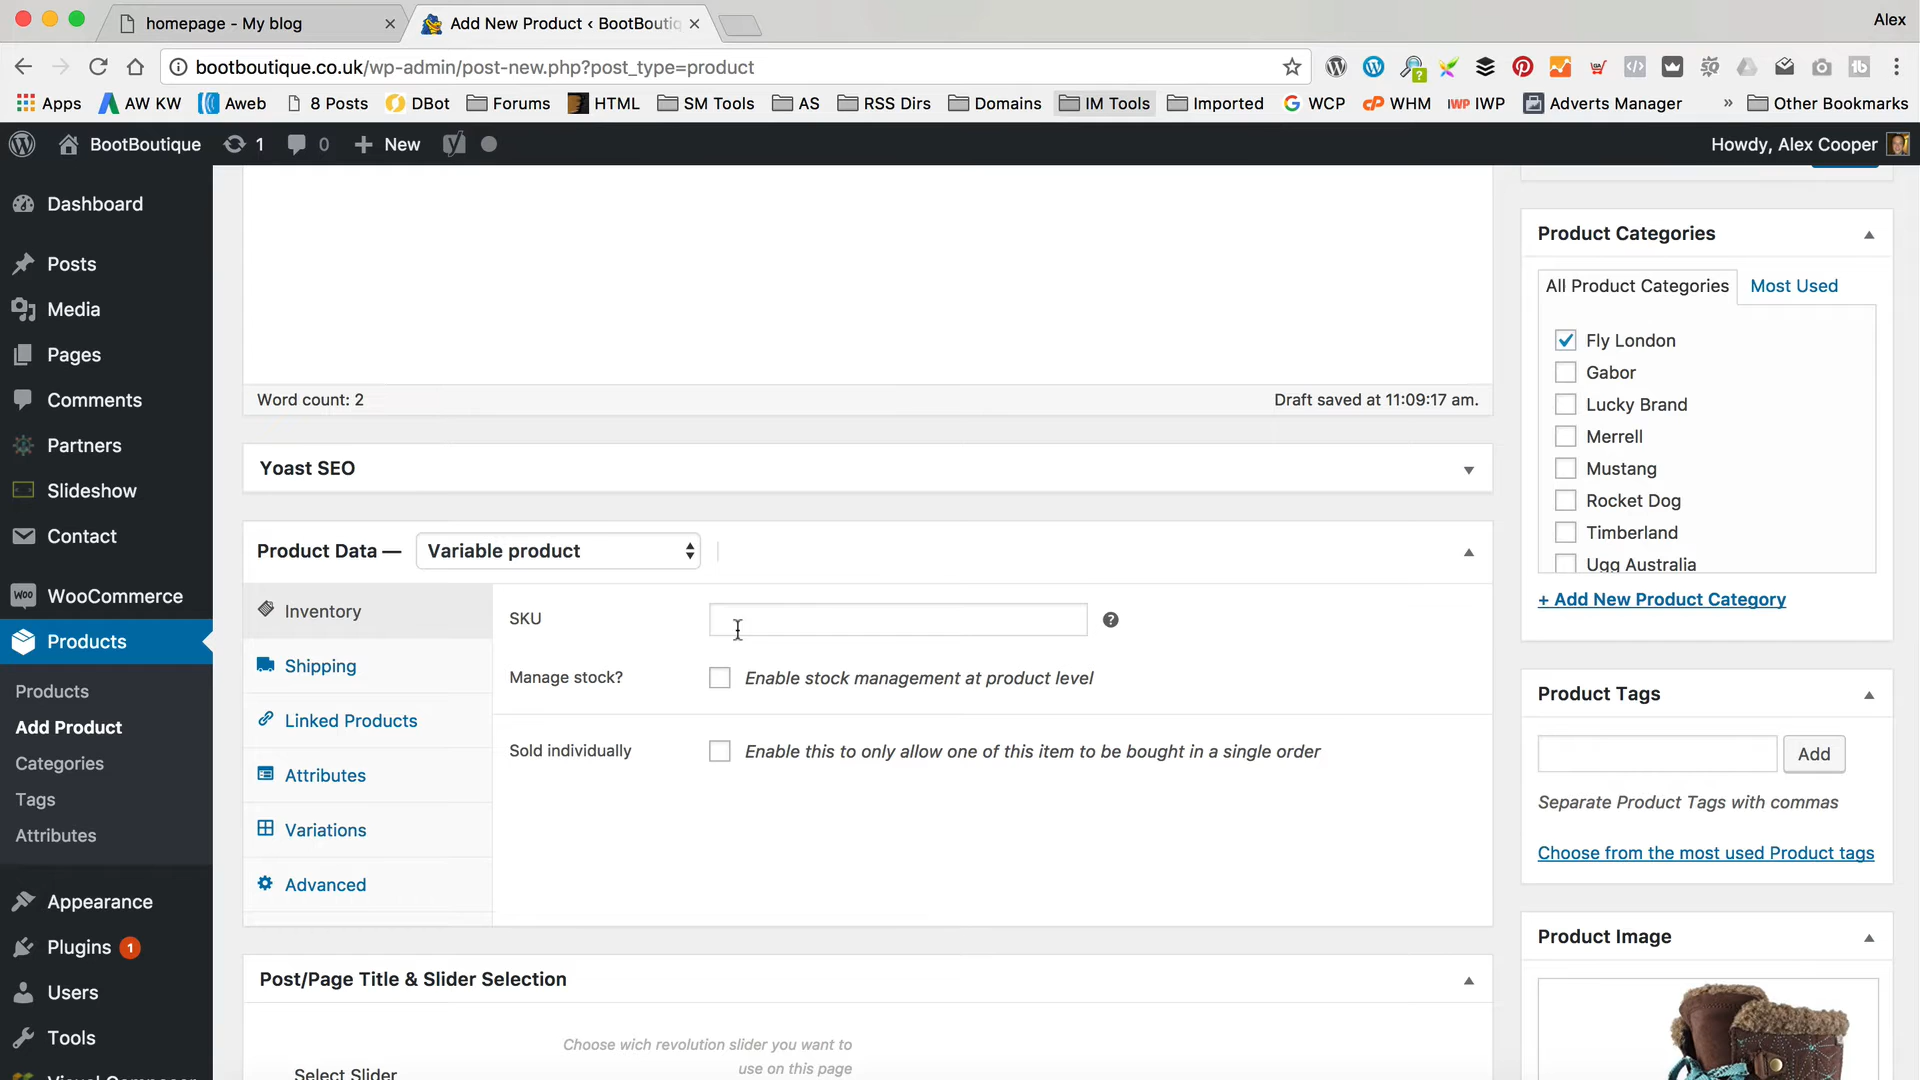 homepage - My blog
Add New Product ‹ BootBoutiq
Alex
bootboutique.co.uk/wp-admin/post-new.php?post_type=product
Apps
AW KW
Aweb
8 Posts
DBot
Forums
HTML
SM Tools
AS
RSS Dirs
Domains
IM Tools
Imported
WCP
WHM
IWP
Adverts Manager
»
Other Bookmarks
BootBoutique
1
0
New
Howdy, Alex Cooper
Dashboard
Posts
Media
Pages
Comments
Partners
Slideshow
Contact
WooCommerce
Products
Products
Add Product
Categories
Tags
Attributes
Appearance
Plugins 1
Users
Tools
Word count: 2
Draft saved at 11:09:17 am.
Yoast SEO
Product Data —
Variable product
Inventory
Shipping
Linked Products
Attributes
Variations
Advanced
SKU
Manage stock?
Enable stock management at product level
Sold individually
Enable this to only allow one of this item to be bought in a single order
Post/Page Title & Slider Selection
Select Slider
Choose wich revolution slider you want to
use on this page
Product Categories
All Product Categories
Most Used
Fly London
Gabor
Lucky Brand
Merrell
Mustang
Rocket Dog
Timberland
Ugg Australia
+ Add New Product Category
Product Tags
Add
Separate Product Tags with commas
Choose from the most used Product tags
Product Image